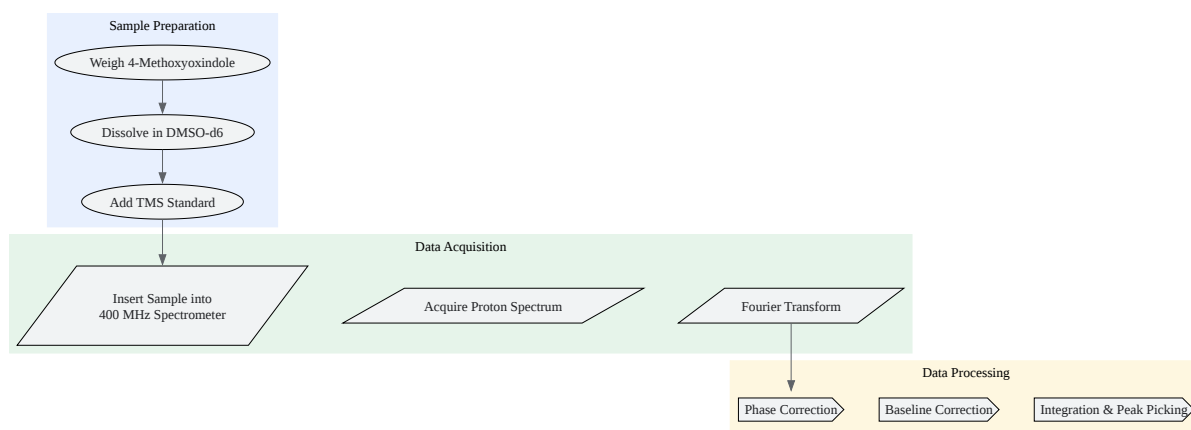 Sample Preparation
Weigh 4-Methoxyoxindole
Dissolve in DMSO-d6
Add TMS Standard
Data Acquisition
Insert Sample into
400 MHz Spectrometer
Acquire Proton Spectrum
Fourier Transform
Data Processing
Phase Correction
Baseline Correction
Integration & Peak Picking